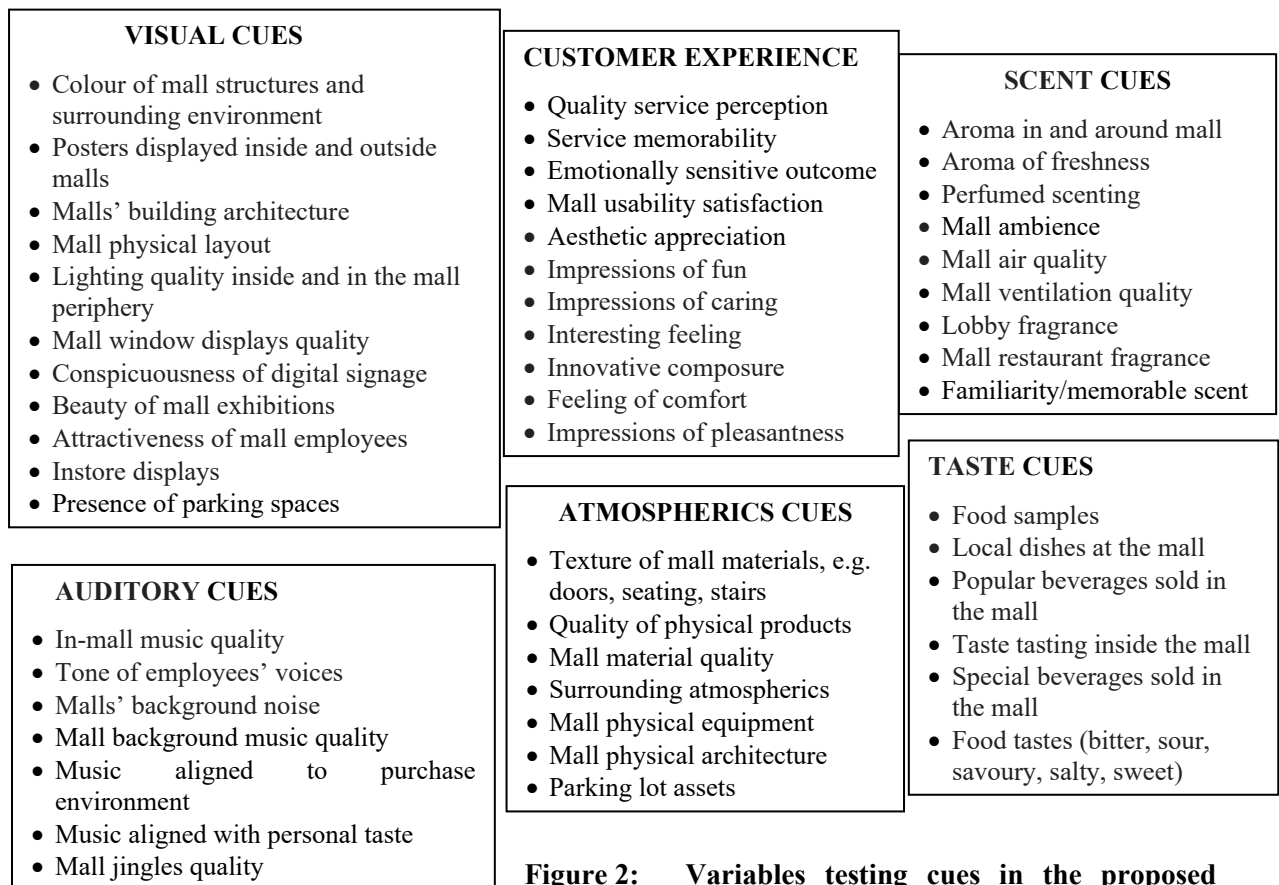 VISUAL CUES
• Colour of mall structures and
surrounding environment
• Posters displayed inside and outside
malls
• Malls’ building architecture
• Mall physical layout
• Lighting quality inside and in the mall
periphery
• Mall window displays quality
• Conspicuousness of digital signage
• Beauty of mall exhibitions
• Attractiveness of mall employees
• Instore displays
• Presence of parking spaces
AUDITORY CUES
• In-mall music quality
• Tone of employees’ voices
• Malls’ background noise
• Mall background music quality
• Music aligned to purchase
environment
• Music aligned with personal taste
• Mall jingles quality
CUSTOMER EXPERIENCE
• Quality service perception
• Service memorability
• Emotionally sensitive outcome
• Mall usability satisfaction
• Aesthetic appreciation
• Impressions of fun
• Impressions of caring
• Interesting feeling
• Innovative composure
• Feeling of comfort
• Impressions of pleasantness
ATMOSPHERICS CUES
• Texture of mall materials, e.g.
doors, seating, stairs
• Quality of physical products
• Mall material quality
• Surrounding atmospherics
• Mall physical equipment
• Mall physical architecture
• Parking lot assets
SCENT CUES
• Aroma in and around mall
• Aroma of freshness
• Perfumed scenting
• Mall ambience
• Mall air quality
• Mall ventilation quality
• Lobby fragrance
• Mall restaurant fragrance
• Familiarity/memorable scent
TASTE CUES
• Food samples
• Local dishes at the mall
• Popular beverages sold in
the mall
• Taste tasting inside the mall
• Special beverages sold in
the mall
• Food tastes (bitter, sour,
savoury, salty, sweet)
Figure 2: Variables testing cues in the proposed